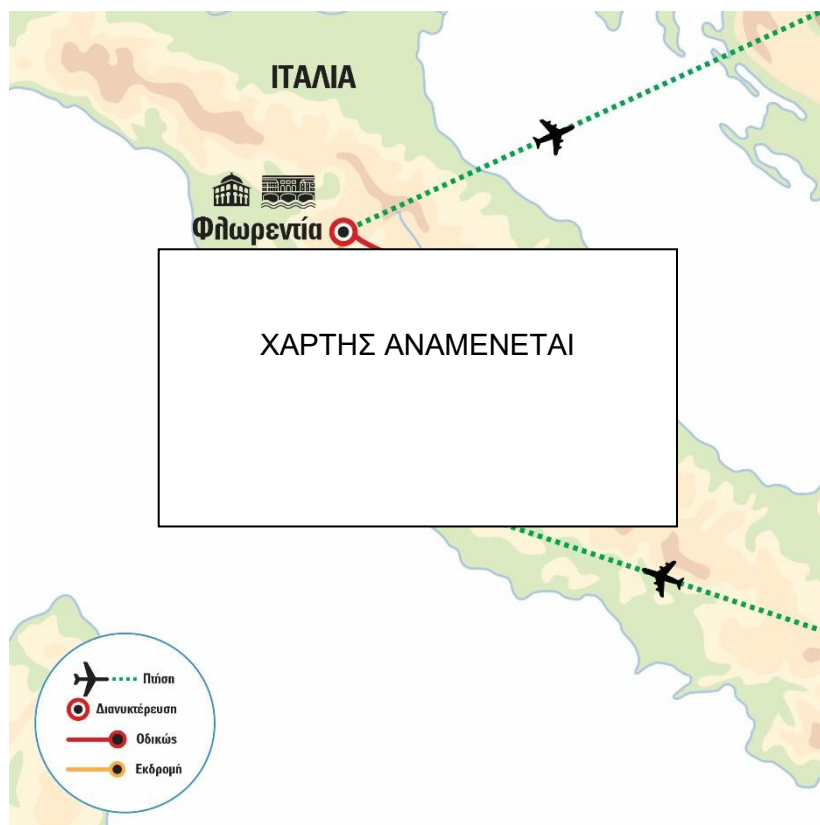 ΙΤΑΛΙΑ
Φλωρεντία
ΧΑΡΤΗΣ ΑΝΑΜΕΝΕΤΑΙ
Πτήση
Διανυκτέρευση
Οδικώς
Εκδρομή